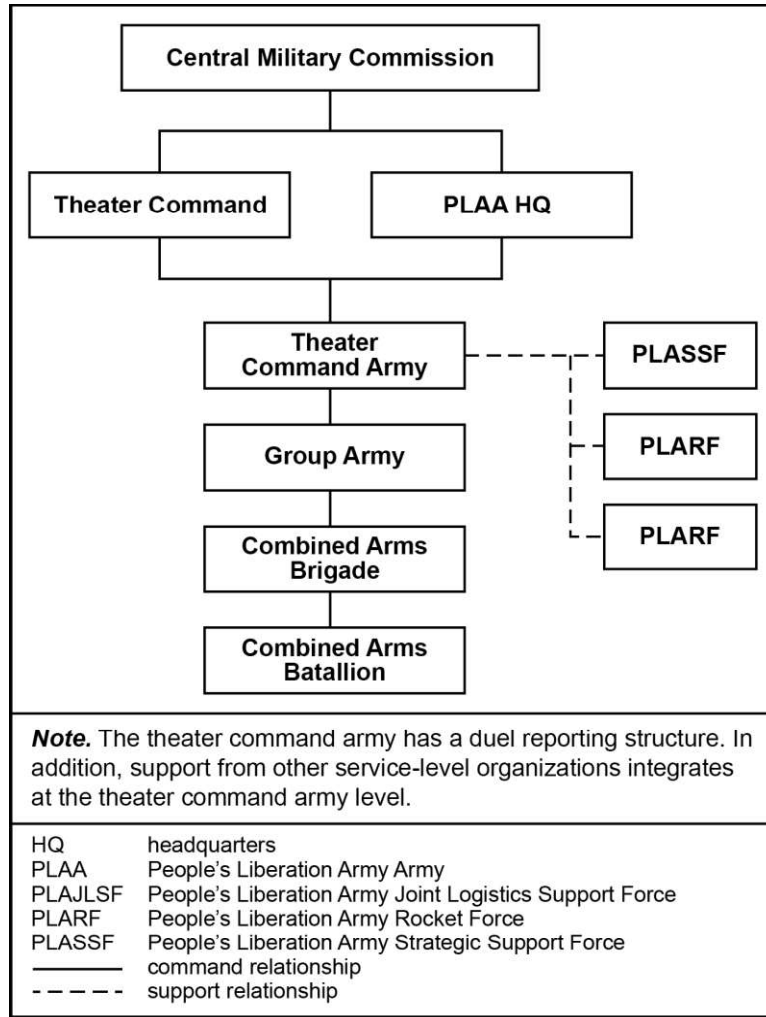 Central Military Commission
Theater Command
PLAA HQ
Theater
Command Army
PLASSF
Group Army
PLARF
Combined Arms
Brigade
PLARF
Combined Arms
Batallion
Note. The theater command army has a duel reporting structure. In
addition, support from other service-level organizations integrates
at the theater command army level.
HQ headquarters
PLAA People’s Liberation Army Army
PLAJLSF People’s Liberation Army Joint Logistics Support Force
PLARF People’s Liberation Army Rocket Force
PLASSF People’s Liberation Army Strategic Support Force
command relationship
support relationship